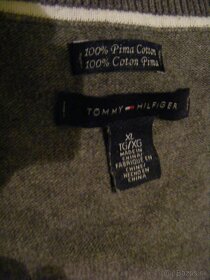 100% Pima Cotton
100% Coton Pima
TOMMY HILFIGER
XL
TG/XG
MADE IN
CHINA
FABRIQUÉ EN
CHINE
HECHO EN
CHINA